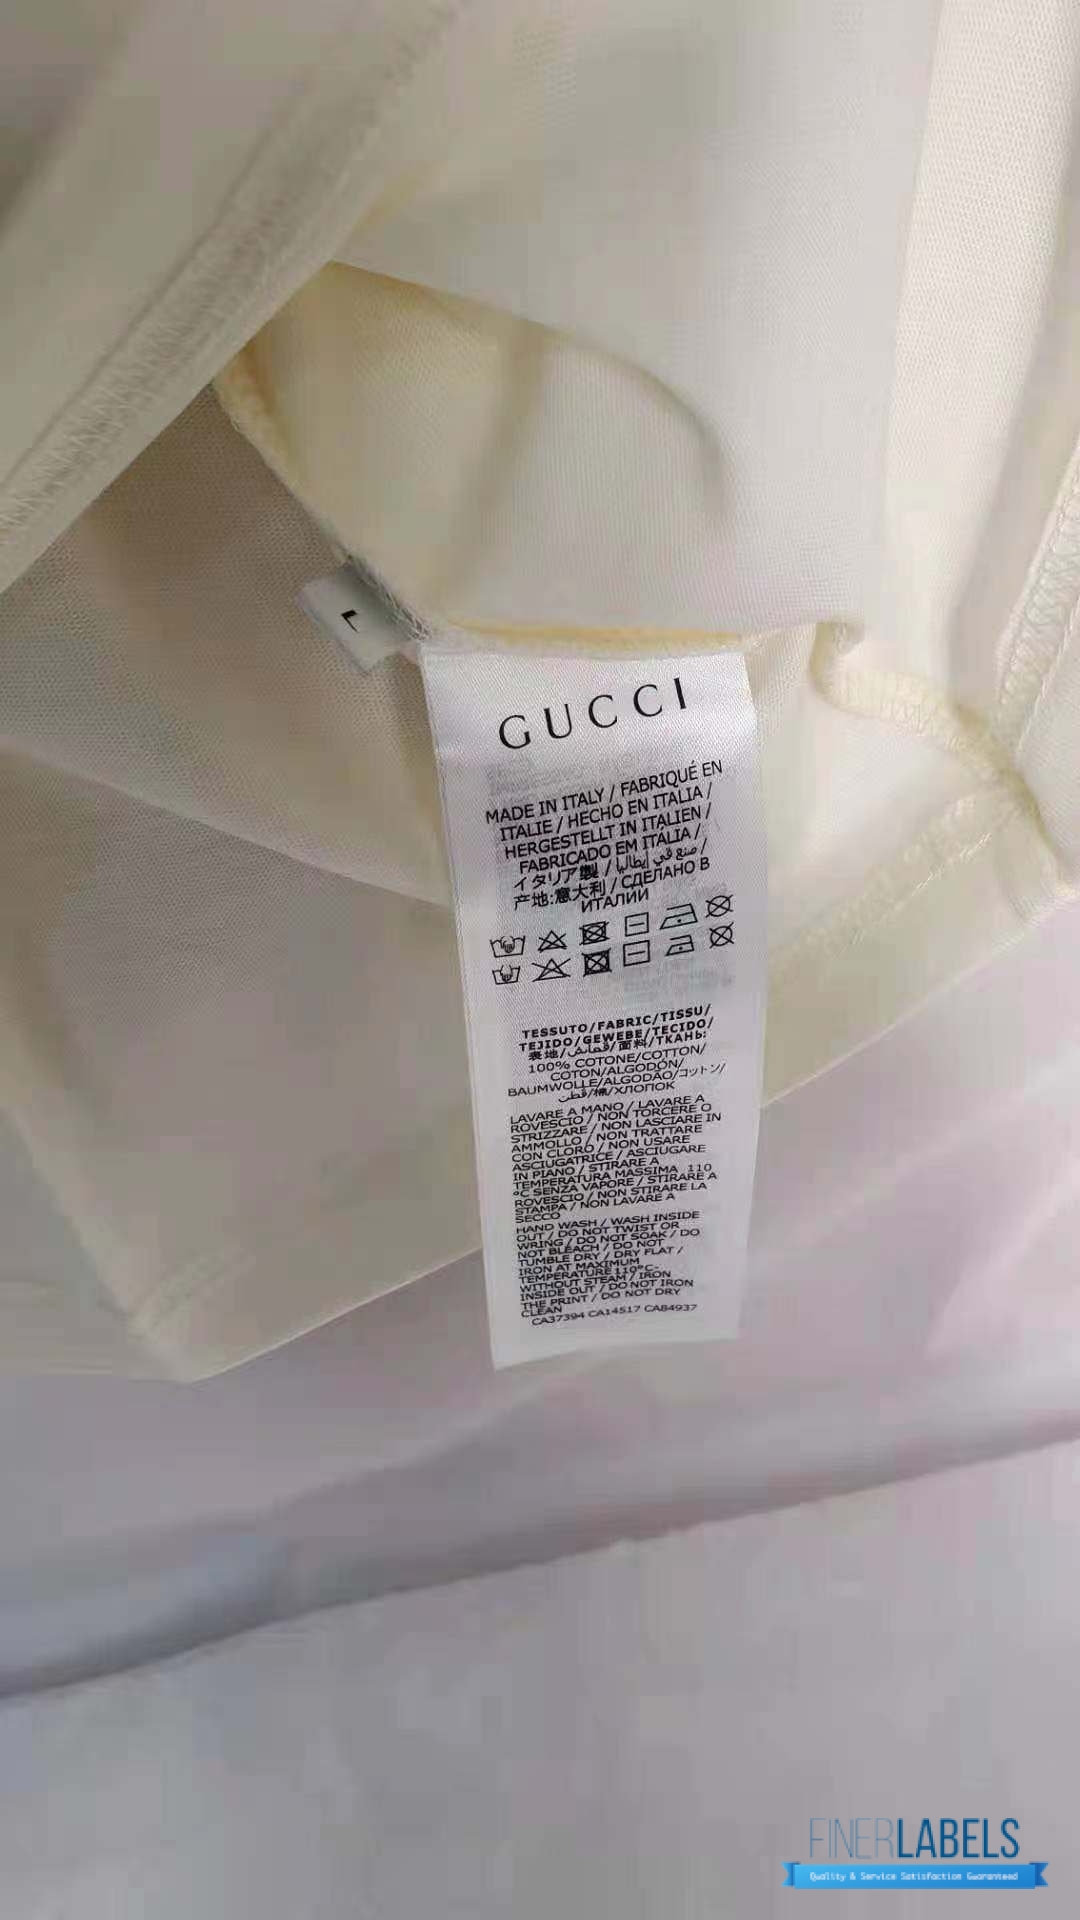 L
GUCCI
MADE IN ITALY / FABRIQUÉ EN
ITALIE / HECHO EN ITALIA /
HERGESTELLT IN ITALIEN /
FABRICADO EM ITALIA /
イタリア製 / صنع في إيطاليا /
产地:意大利 / СДЕЛАНО В
ИТАЛИИ
TESSUTO/FABRIC/TISSU/
TEJIDO/GEWEBE/TECIDO/
表地/قماش/面料/ТКАНЬ:
100% COTONE/COTTON/
COTON/ALGODÓN/
BAUMWOLLE/ALGODÃO/コットン/
قطن/棉/ХЛОПОК
LAVARE A MANO / LAVARE A
ROVESCIO / NON TORCERE O
STRIZZARE / NON LASCIARE IN
AMMOLLO / NON TRATTARE
CON CLORO / NON USARE
ASCIUGATRICE / ASCIUGARE
IN PIANO / STIRARE A
TEMPERATURA MASSIMA 110
°C SENZA VAPORE / STIRARE A
ROVESCIO / NON STIRARE LA
STAMPA / NON LAVARE A
SECCO
HAND WASH / WASH INSIDE
OUT / DO NOT TWIST OR
WRING / DO NOT SOAK / DO
NOT BLEACH / DO NOT
TUMBLE DRY / DRY FLAT /
IRON AT MAXIMUM
TEMPERATURE 110°C-
WITHOUT STEAM / IRON
INSIDE OUT / DO NOT IRON
THE PRINT / DO NOT DRY
CLEAN
CA37394 CA14517 CA84937
FINERLABELS
Quality & Service Satisfaction Guaranteed